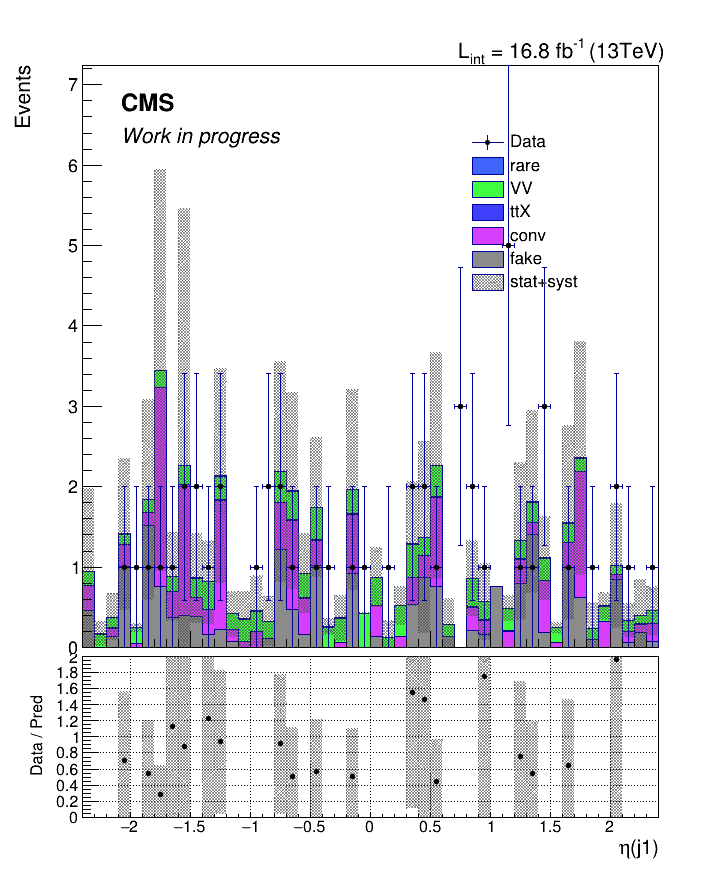 L_int = 16.8 fb^-1 (13TeV)
Events
CMS
Work in progress
Data
rare
VV
ttX
conv
fake
stat+syst
7
6
5
4
3
2
1
0
Data / Pred
2
1.8
1.6
1.4
1.2
1
0.8
0.6
0.4
0.2
0
−2 −1.5 −1 −0.5 0 0.5 1 1.5 2
η(j1)